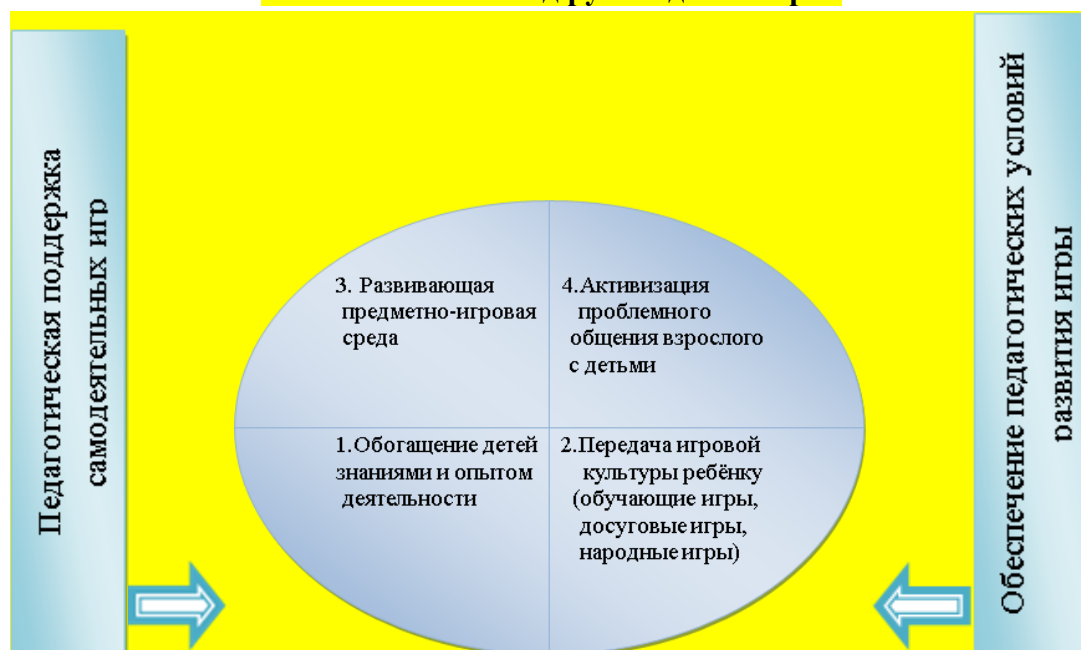 Педагогическая поддержка
самодеятельных игр
3. Развивающая
предметно-игровая
среда
4.Активизация
проблемного
общения взрослого
с детьми
1.Обогащение детей
знаниями и опытом
деятельности
2.Передача игровой
культуры ребёнку
(обучающие игры,
досуговые игры,
народные игры)
Обеспечение педагогических условий
развития игры